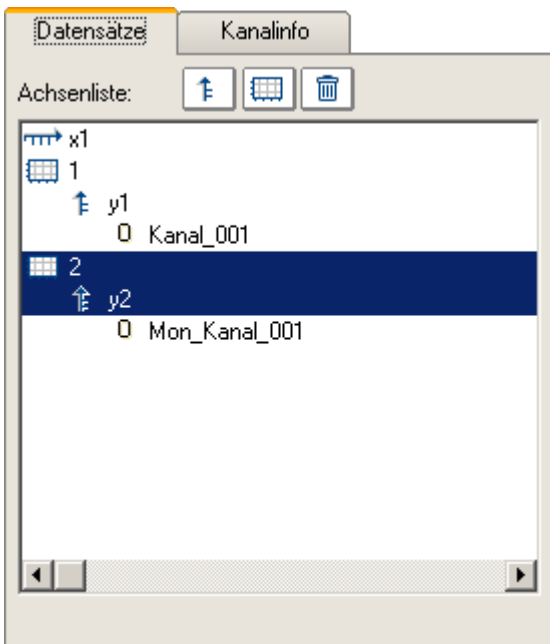 Datensätze Kanalinfo
Achsenliste:
x1
1
y1
0 Kanal_001
2
y2
0 Mon_Kanal_001